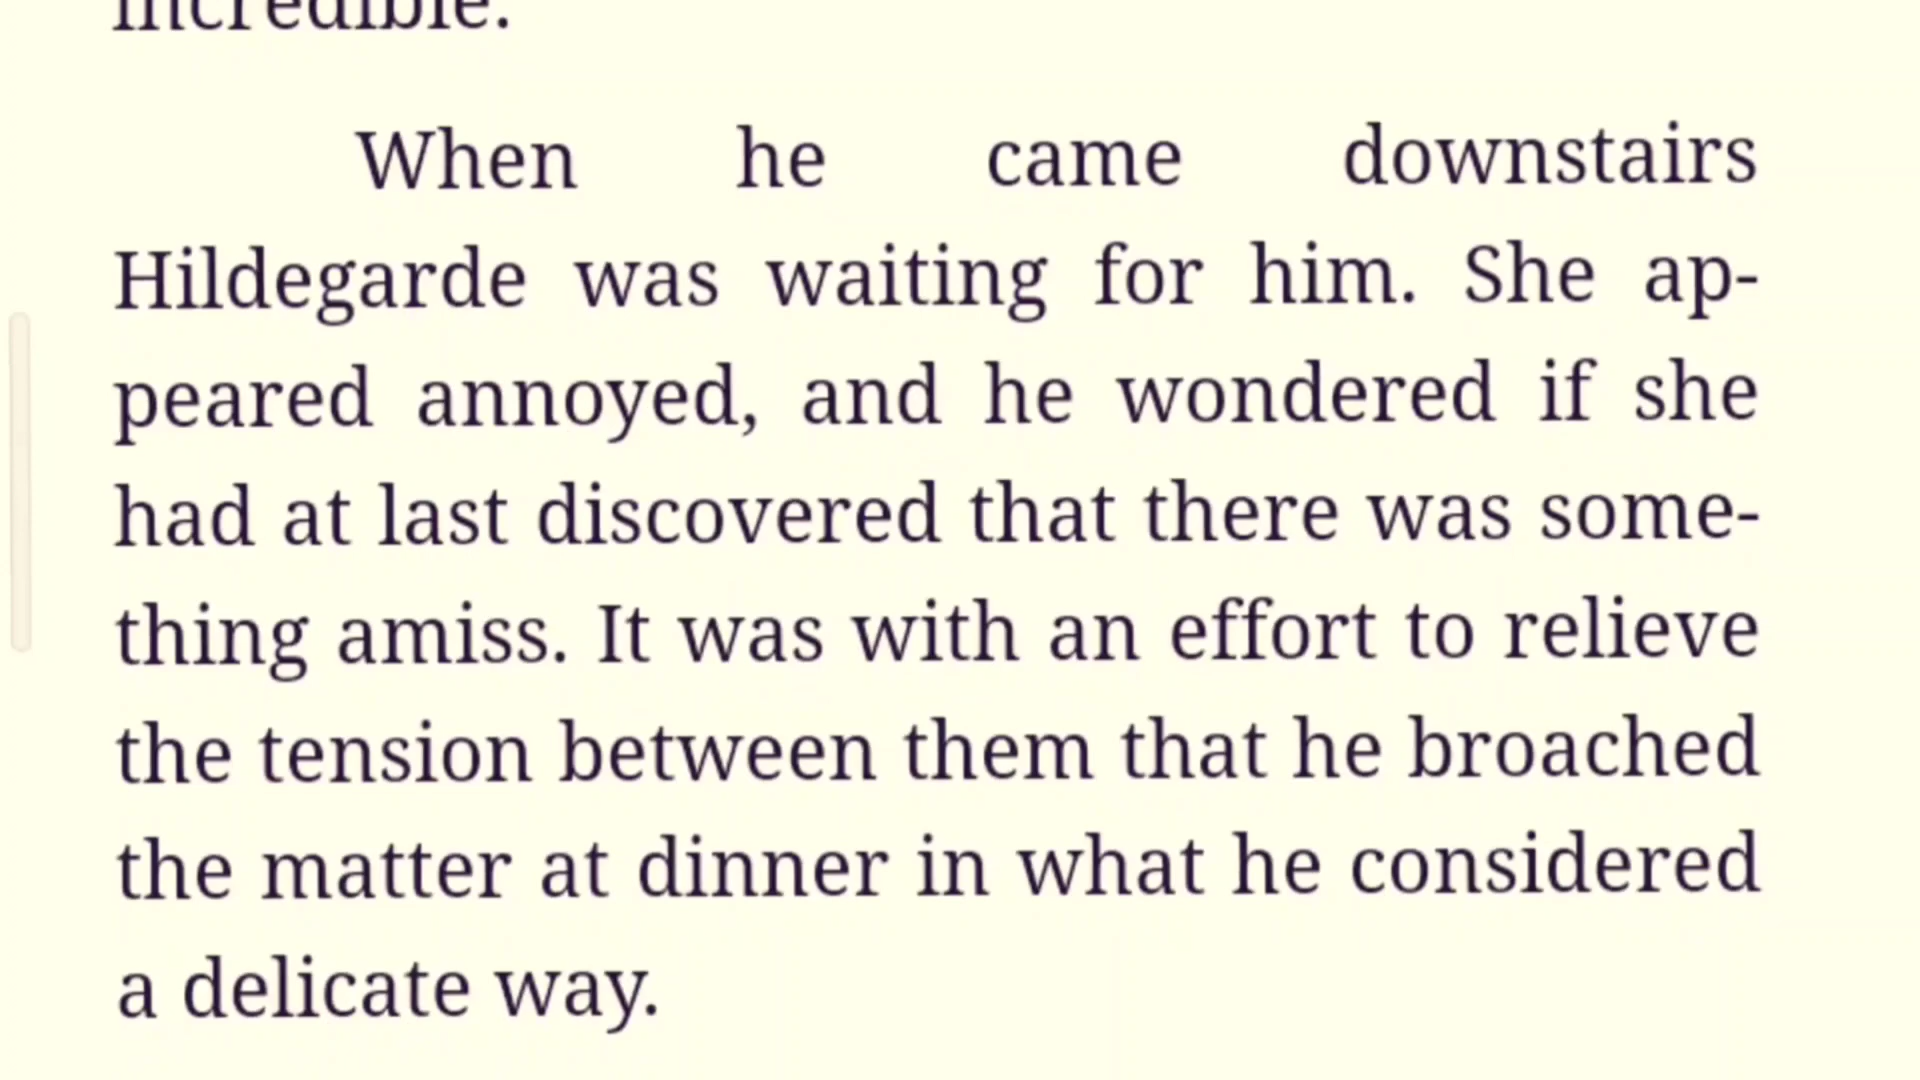 incredible.
When he came downstairs
Hildegarde was waiting for him. She ap-
peared annoyed, and he wondered if she
had at last discovered that there was some-
thing amiss. It was with an effort to relieve
the tension between them that he broached
the matter at dinner in what he considered
a delicate way.